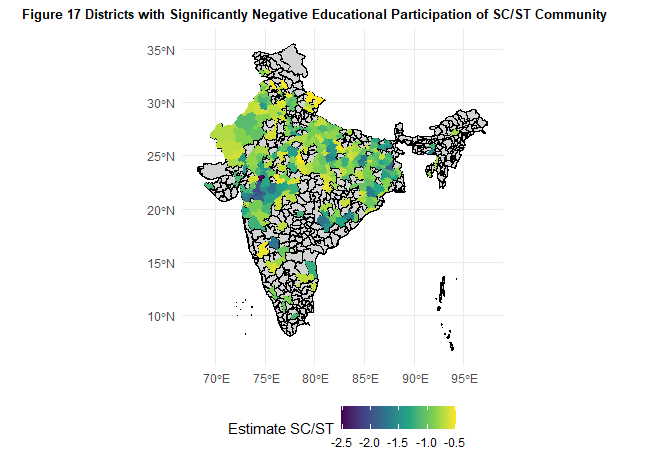 Figure 17 Districts with Significantly Negative Educational Participation of SC/ST Community
35°N
30°N
25°N
20°N
15°N
10°N
70°E 75°E 80°E 85°E 90°E 95°E
Estimate SC/ST
-2.5 -2.0 -1.5 -1.0 -0.5